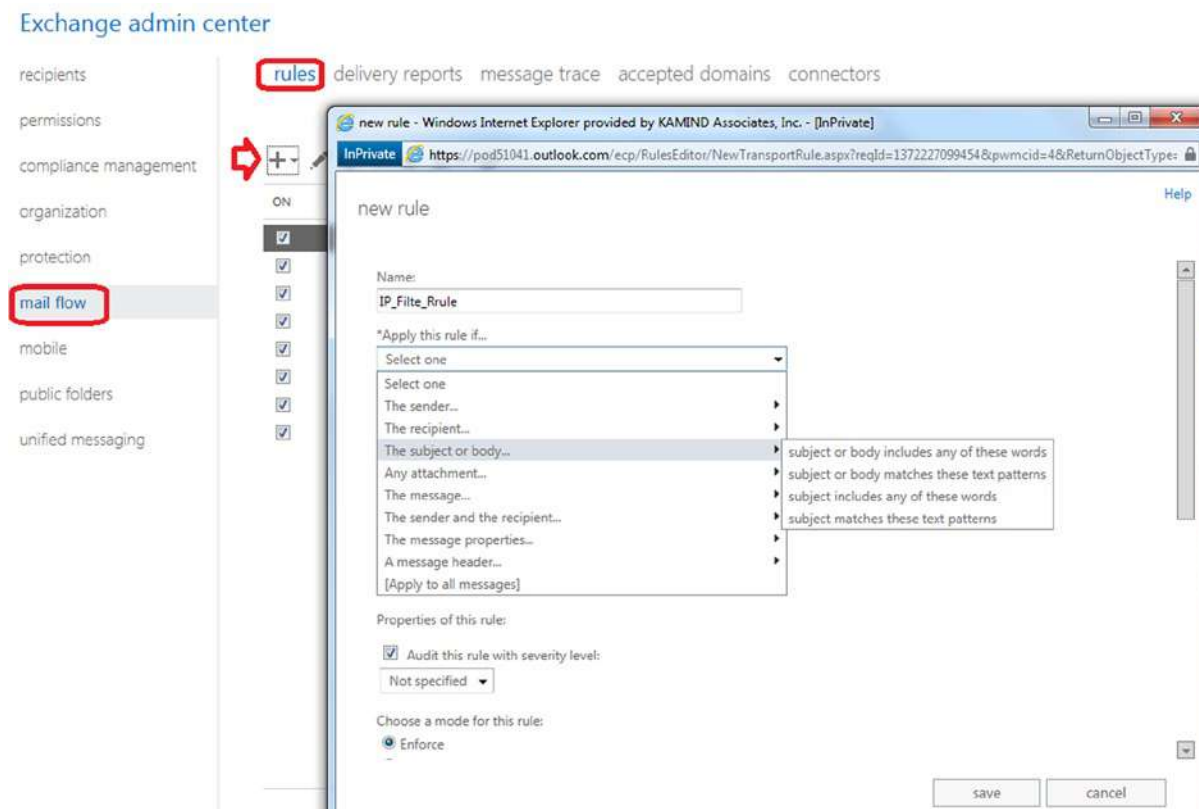 Exchange admin center
recipients
permissions
compliance management
organization
protection
mail flow
mobile
public folders
unified messaging
rules delivery reports message trace accepted domains connectors
ON
new rule - Windows Internet Explorer provided by KAMIND Associates, Inc. - [InPrivate]
InPrivate https://pod51041.outlook.com/ecp/RulesEditor/NewTransportRule.aspx?reqId=1372227099454&pwmcid=4&ReturnObjectType=
Help
new rule
Name:
IP_Filte_Rrule
*Apply this rule if...
Select one
Select one
The sender...
The recipient...
The subject or body...
Any attachment...
The message...
The sender and the recipient...
The message properties...
A message header...
[Apply to all messages]
subject or body includes any of these words
subject or body matches these text patterns
subject includes any of these words
subject matches these text patterns
Properties of this rule:
Audit this rule with severity level:
Not specified
Choose a mode for this rule:
Enforce
save cancel